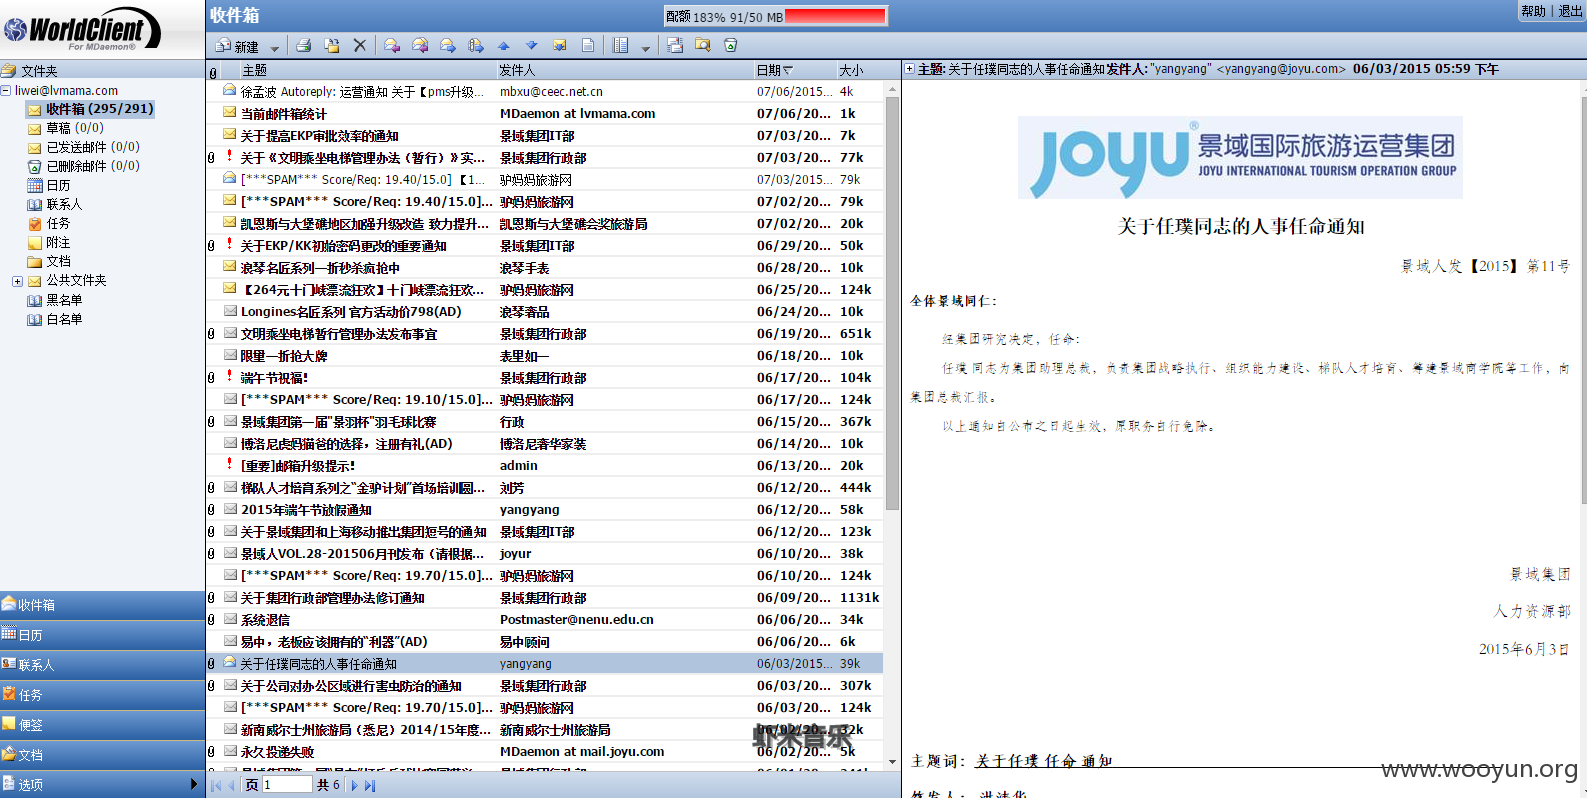 WorldClient
For MDaemon®
收件箱
配额 183% 91/50 MB
帮助 | 退出
新建
文件夹
liwei@lvmama.com
收件箱 (295/291)
草稿 (0/0)
已发送邮件 (0/0)
已删除邮件 (0/0)
日历
联系人
任务
附注
文档
公共文件夹
黑名单
白名单
收件箱
日历
联系人
任务
便签
文档
选项
主题 发件人 日期 大小
徐孟波 Autoreply: 运营通知 关于【pms升级... mbxu@ceec.net.cn 07/06/2015... 4k
当前邮件箱统计 MDaemon at lvmama.com 07/06/20... 1k
关于提高EKP审批效率的通知 景域集团IT部 07/03/20... 7k
关于《文明乘坐电梯管理办法（暂行）》实... 景域集团行政部 07/03/20... 77k
[***SPAM*** Score/Req: 19.40/15.0] 【1... 驴妈妈旅游网 07/03/2015... 79k
[***SPAM*** Score/Req: 19.40/15.0]... 驴妈妈旅游网 07/02/20... 79k
凯恩斯与大堡礁地区加强升级改造 致力提升... 凯恩斯与大堡礁会奖旅游局 07/02/20... 20k
关于EKP/KK初始密码更改的重要通知 景域集团IT部 06/29/20... 50k
浪琴名匠系列一折秒杀疯抢中 浪琴手表 06/28/20... 10k
【264元十门峡漂流狂欢】十门峡漂流狂欢... 驴妈妈旅游网 06/25/20... 124k
Longines名匠系列 官方活动价798(AD) 浪琴奢品 06/24/20... 10k
文明乘坐电梯暂行管理办法发布事宜 景域集团行政部 06/19/20... 651k
限量一折抢大牌 表里如一 06/18/20... 10k
端午节祝福! 景域集团行政部 06/17/20... 104k
[***SPAM*** Score/Req: 19.10/15.0]... 驴妈妈旅游网 06/17/20... 124k
景域集团第一届"景羽杯"羽毛球比赛 行政 06/15/20... 367k
博洛尼虎妈猫爸的选择，注册有礼(AD) 博洛尼奢华家装 06/14/20... 10k
[重要]邮箱升级提示! admin 06/13/20... 20k
梯队人才培育系列之"金驴计划"首场培训圆... 刘芳 06/12/20... 444k
2015年端午节放假通知 yangyang 06/12/20... 58k
关于景域集团和上海移动推出集团短号的通知 景域集团IT部 06/12/20... 123k
景域人VOL.28-201506月刊发布（请根据... joyur 06/10/20... 38k
[***SPAM*** Score/Req: 19.70/15.0]... 驴妈妈旅游网 06/10/20... 124k
关于集团行政部管理办法修订通知 景域集团行政部 06/09/20... 1131k
系统退信 Postmaster@nenu.edu.cn 06/06/20... 34k
易中，老板应该拥有的"利器"(AD) 易中顾问 06/06/20... 6k
关于任璞同志的人事任命通知 yangyang 06/03/2015... 39k
关于公司对办公区域进行害虫防治的通知 景域集团行政部 06/03/20... 307k
[***SPAM*** Score/Req: 19.70/15.0]... 驴妈妈旅游网 06/03/20... 124k
新南威尔士州旅游局（悉尼）2014/15年度... 新南威尔士州旅游局 06/02/20... 32k
永久投递失败 MDaemon at mail.joyu.com 06/02/20... 5k
虾米音乐
页 1 共 6
主题: 关于任璞同志的人事任命通知 发件人: "yangyang" <yangyang@joyu.com> 06/03/2015 05:59 下午
JOYU® 景域国际旅游运营集团
JOYU INTERNATIONAL TOURISM OPERATION GROUP
关于任璞同志的人事任命通知
景域人发【2015】第11号
全体景域同仁：
经集团研究决定，任命：
任璞 同志为集团助理总裁，负责集团战略执行、组织能力建设、梯队人才培育、筹建景域商学院等工作，向
集团总裁汇报。
以上通知自公布之日起生效，原职务自行免除。
景域集团
人力资源部
2015年6月3日
主题词： 关于任璞 任命 通知
www.wooyun.org